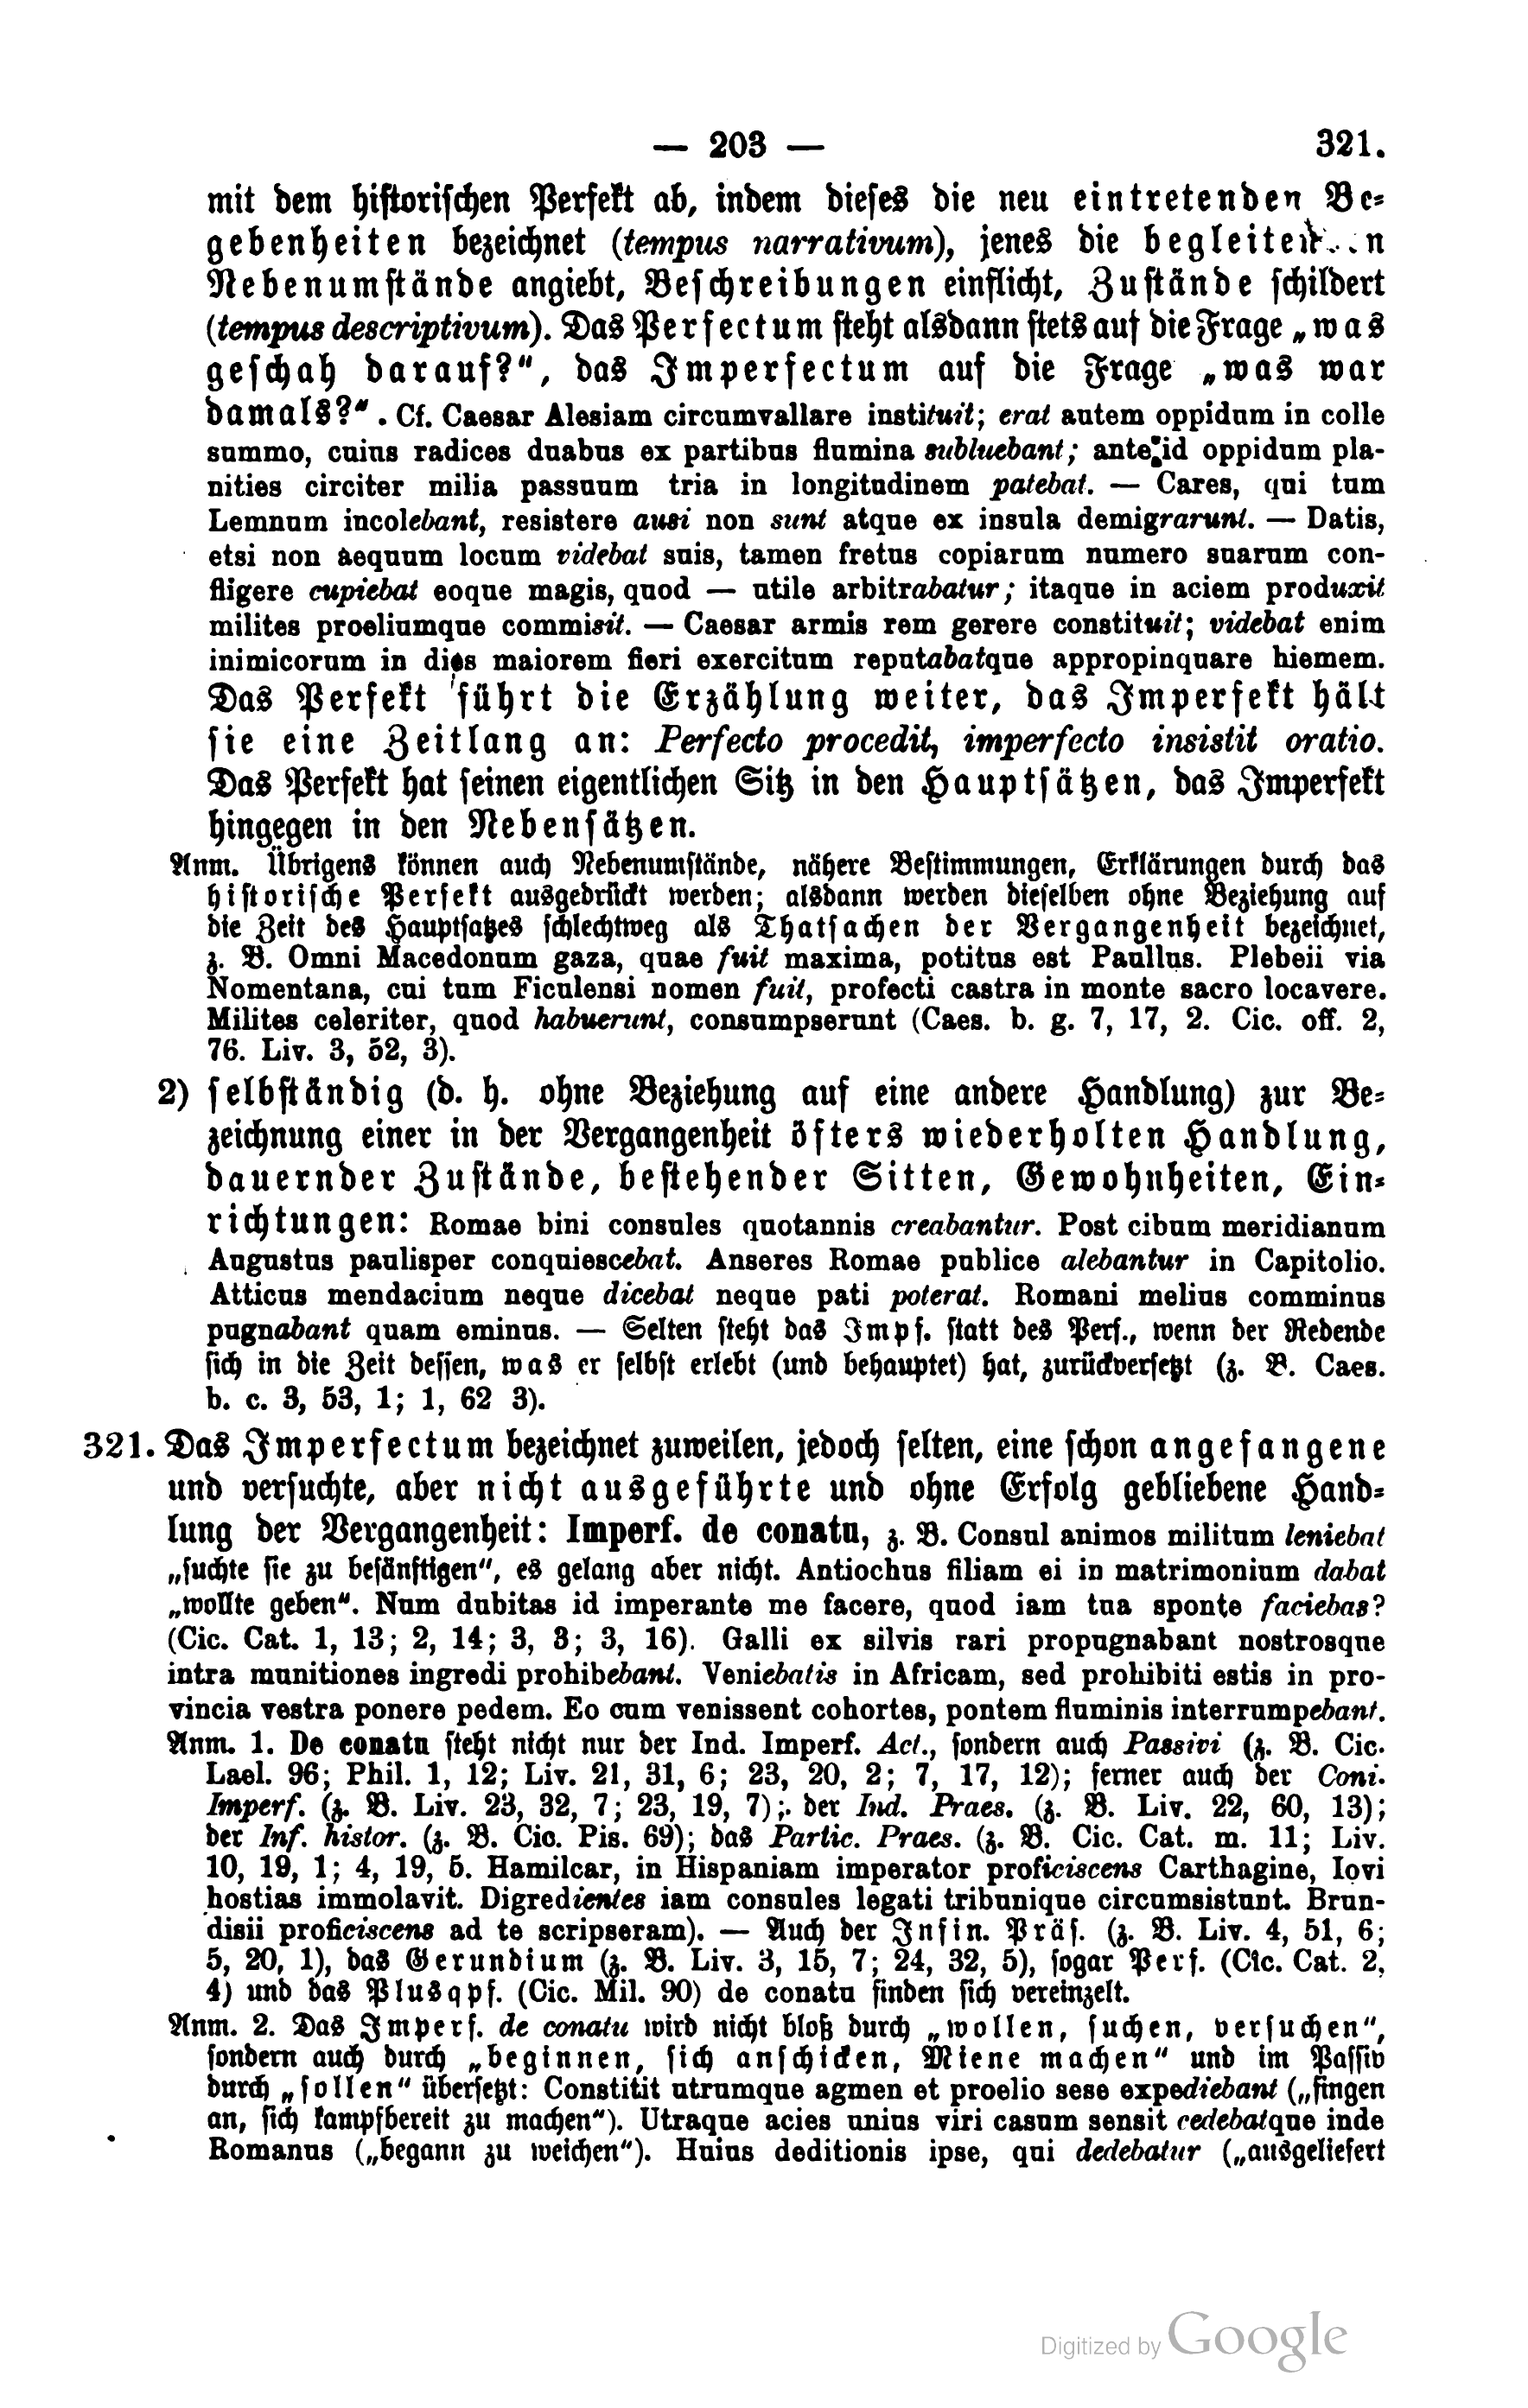 — 203 — 321.
mit dem historischen Perfekt ab, indem dieses die neu eintretenden Be-
gebenheiten bezeichnet (tempus narrativum), jenes die
Nebenumstände angiebt, Beschreibungen einflicht, Zustände schildert
(tempus descriptivum). Das Perfectum steht alsdann stets auf die Frage „was
geschah darauf?“, das Imperfectum auf die Frage „was war
damals?“. Cf. Caesar Alesiam circumvallare instituit; erat autem oppidum in colle
summo, cuius radices duabus ex partibus flumina subluebant; ante id oppidum pla-
nities circiter milia passuum tria in longitudinem patebat. — Cares, qui tum
Lemnum incolebant, resistere ausi non sunt atque ex insula demigrarunt. — Datis,
etsi non aequum locum videbat suis, tamen fretus copiarum numero suarum con-
fligere cupiebat eoque magis, quod — utile arbitrabatur; itaque in aciem produxit
milites proeliumque commisit. — Caesar armis rem gerere constituit; videbat enim
inimicorum in dies maiorem fieri exercitum reputabatque appropinquare hiemem.
Das Perfekt führt die Erzählung weiter, das Imperfekt hält
sie eine Zeitlang an: Perfecto procedit, imperfecto insistit oratio.
Das Perfekt hat seinen eigentlichen Sitz in den Hauptsätzen, das Imperfekt
hingegen in den Nebensätzen.
Anm. Übrigens können auch Nebenumstände, nähere Bestimmungen, Erklärungen durch das
historische Perfekt ausgedrückt werden; alsdann werden dieselben ohne Beziehung auf
die Zeit des Hauptsatzes schlechtweg als Thatsachen der Vergangenheit bezeichnet,
z. B. Omni Macedonum gaza, quae fuit maxima, potitus est Paullus. Plebeii via
Nomentana, cui tum Ficulensi nomen fuit, profecti castra in monte sacro locavere.
Milites celeriter, quod habuerunt, consumpserunt (Caes. b. g. 7, 17, 2. Cic. off. 2,
76. Liv. 3, 52, 3).
2) selbständig (d. h. ohne Beziehung auf eine andere Handlung) zur Be-
zeichnung einer in der Vergangenheit öfters wiederholten Handlung,
dauernder Zustände, bestehender Sitten, Gewohnheiten, Ein-
richtungen: Romae bini consules quotannis creabantur. Post cibum meridianum
Augustus paulisper conquiescebat. Anseres Romae publice alebantur in Capitolio.
Atticus mendacium neque dicebat neque pati poterat. Romani melius comminus
pugnabant quam eminus. — Selten steht das Impf. statt des Perf., wenn der Redende
sich in die Zeit dessen, was er selbst erlebt (und behauptet) hat, zurückversetzt (z. B. Caes.
b. c. 3, 53, 1; 1, 62 3).
321. Das Imperfectum bezeichnet zuweilen, jedoch selten, eine schon angefangene
und versuchte, aber nicht ausgeführte und ohne Erfolg gebliebene Hand-
lung der Vergangenheit: Imperf. de conatu, z. B. Consul animos militum leniebat
„suchte sie zu besänftigen“, es gelang aber nicht. Antiochus filiam ei in matrimonium dabat
„wollte geben“. Num dubitas id imperante me facere, quod iam tua sponte faciebas?
(Cic. Cat. 1, 13; 2, 14; 3, 3; 3, 16). Galli ex silvis rari propugnabant nostrosque
intra munitiones ingredi prohibebant. Veniebatis in Africam, sed prohibiti estis in pro-
vincia vestra ponere pedem. Eo cum venissent cohortes, pontem fluminis interrumpebant.
Anm. 1. De conatu steht nicht nur der Ind. Imperf. Act., sondern auch Passivi (z. B. Cic.
Lael. 96; Phil. 1, 12; Liv. 21, 31, 6; 23, 20, 2; 7, 17, 12); ferner auch der Coni.
Imperf. (z. B. Liv. 23, 32, 7; 23, 19, 7); der Ind. Praes. (z. B. Liv. 22, 60, 13);
der Inf. histor. (z. B. Cic. Pis. 69); das Partic. Praes. (z. B. Cic. Cat. m. 11; Liv.
10, 19, 1; 4, 19, 5. Hamilcar, in Hispaniam imperator proficiscens Carthagine, Iovi
hostias immolavit. Digredientes iam consules legati tribunique circumsistunt. Brun-
disii proficiscens ad te scripseram). — Auch der Infin. Präs. (z. B. Liv. 4, 51, 6;
5, 20, 1), das Gerundium (z. B. Liv. 3, 15, 7; 24, 32, 5), sogar Perf. (Cic. Cat. 2,
4) und das Plusqpf. (Cic. Mil. 90) de conatu finden sich vereinzelt.
Anm. 2. Das Imperf. de conatu wird nicht bloß durch „wollen, suchen, versuchen“,
sondern auch durch „beginnen, sich anschicken, Miene machen“ und im Passiv
durch „sollen“ übersetzt: Constitit utrumque agmen et proelio sese expediebant („fingen
an, sich kampfbereit zu machen“). Utraque acies unius viri casum sensit cedebatque inde
Romanus („begann zu weichen“). Huius deditionis ipse, qui dedebatur („ausgeliefert
Digitized by Google